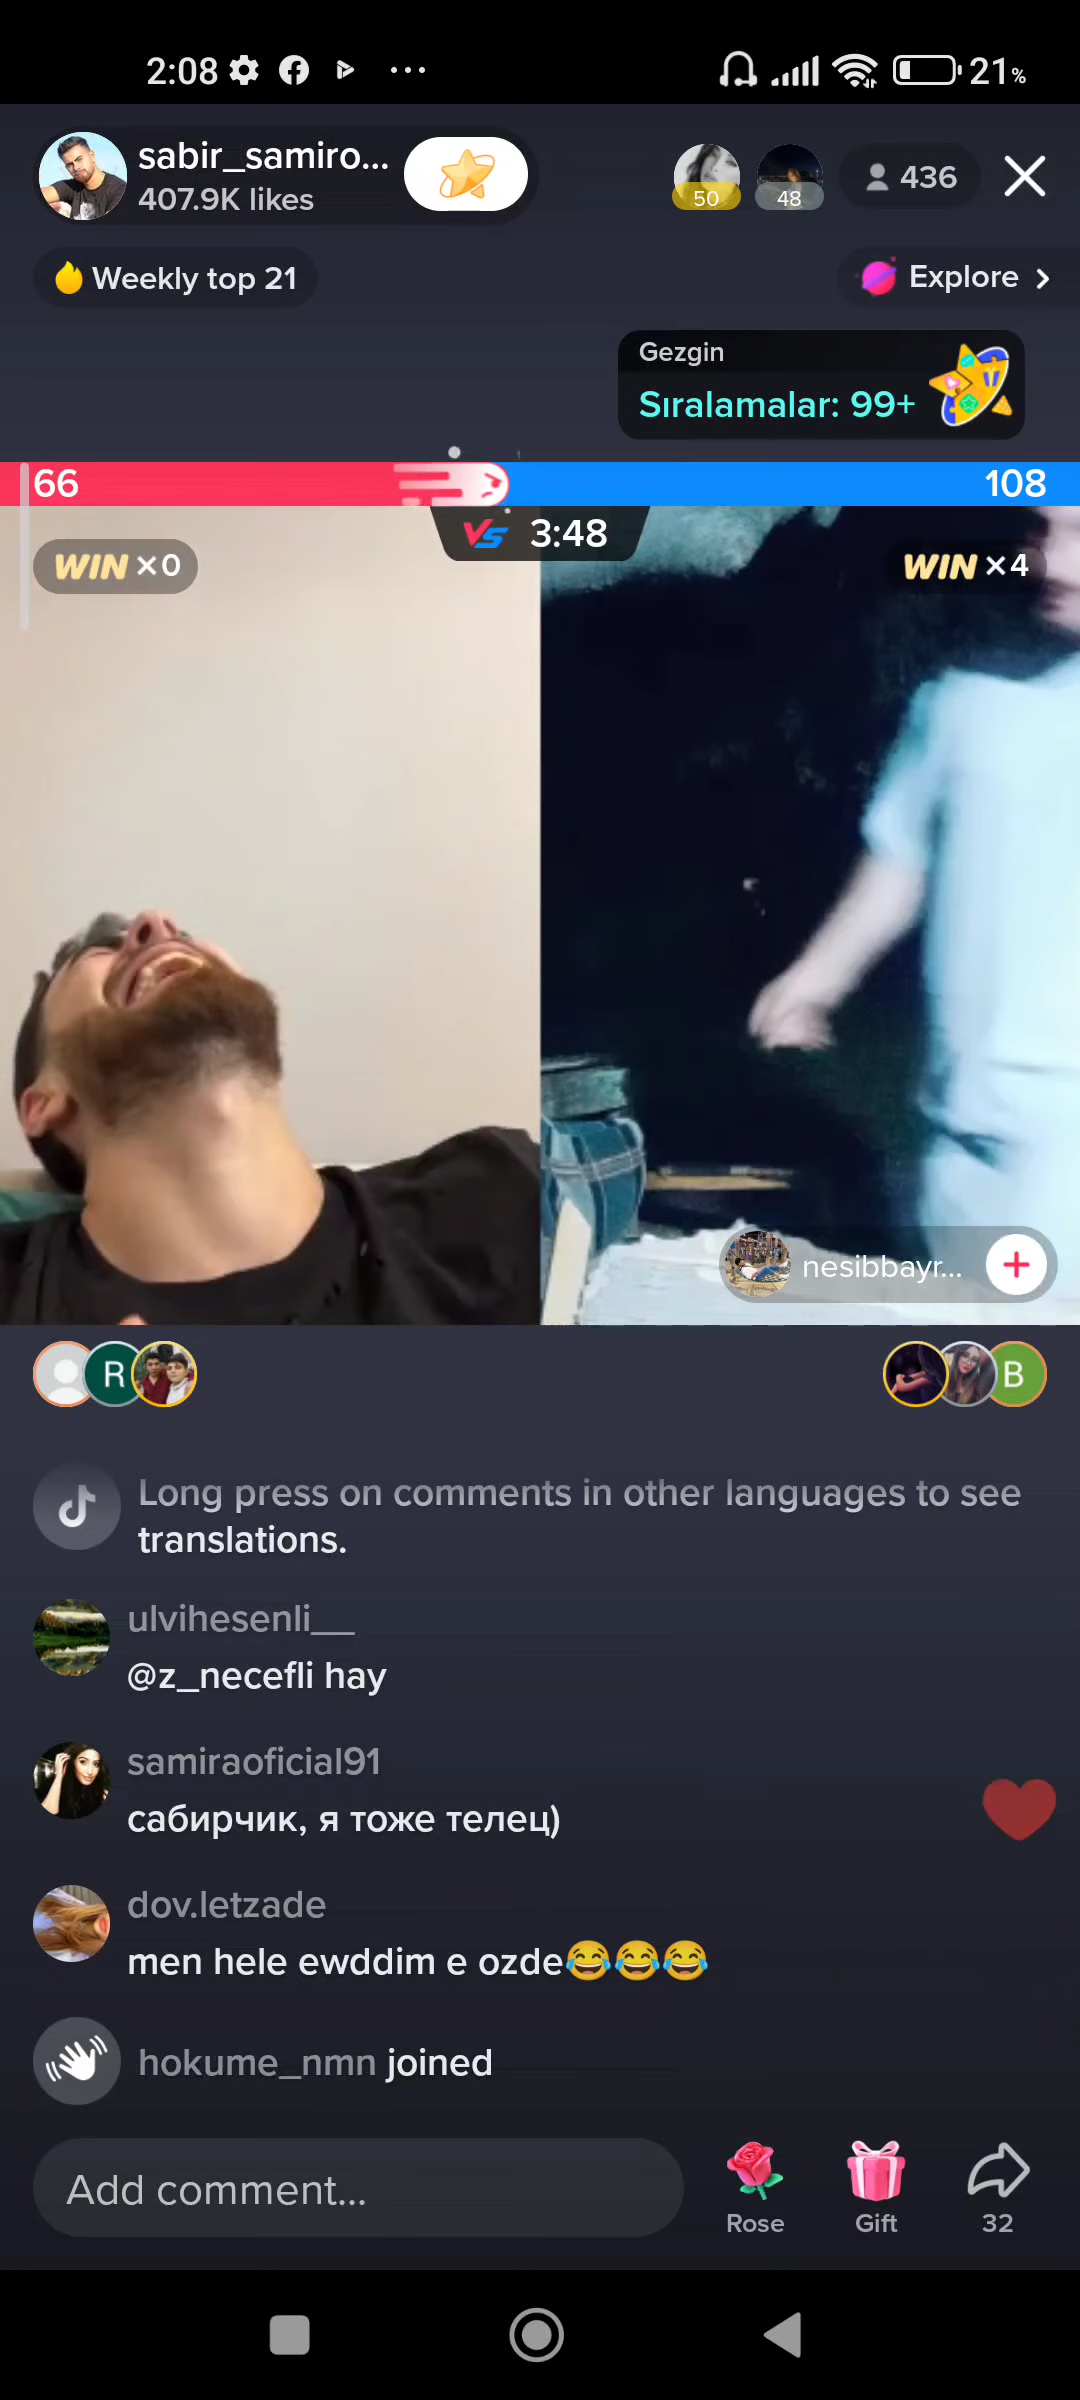 2:08
21%
sabir_samiro...
407.9K likes
50
48
436
Weekly top 21
Explore
Gezgin
Sıralamalar: 99+
66
108
VS 3:48
WIN ×0
WIN ×4
nesibbayr...
R
B
Long press on comments in other languages to see
translations.
ulvihesenli__
@z_necefli hay
samiraoficial91
сабирчик, я тоже телец)
dov.letzade
men hele ewddim e ozde😂😂😂
hokume_nmn joined
Add comment...
Rose
Gift
32